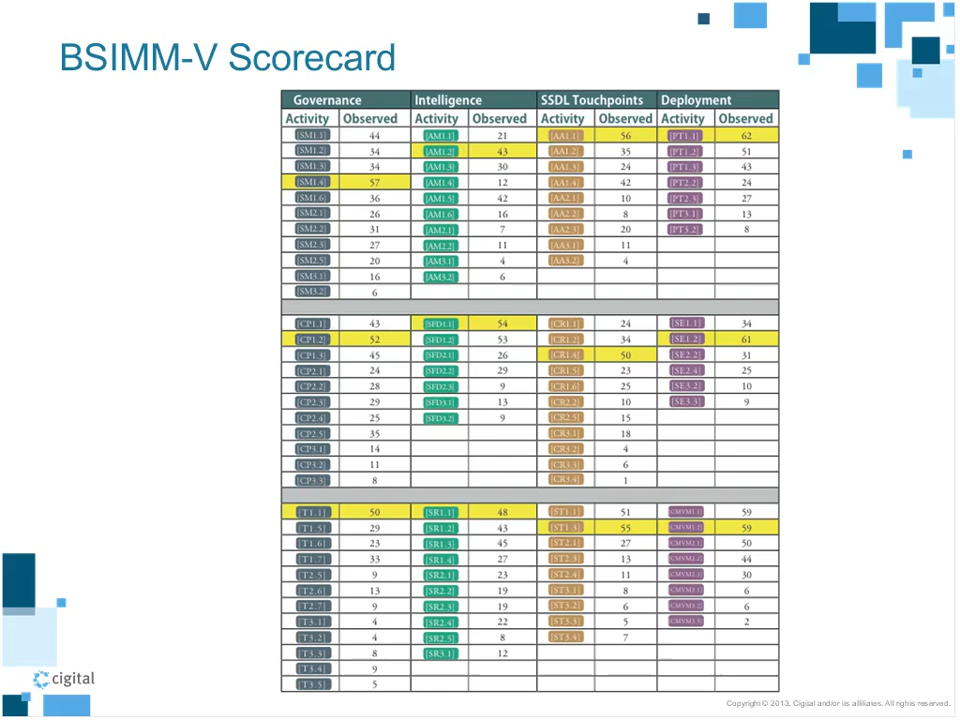 BSIMM-V Scorecard
Governance Intelligence SSDL Touchpoints Deployment
Activity Observed Activity Observed Activity Observed Activity Observed
[SM1.1] 44 [AM1.1] 21 [AA1.1] 56 [PT1.1] 62
[SM1.2] 34 [AM1.2] 43 [AA1.2] 35 [PT1.2] 51
[SM1.3] 34 [AM1.3] 30 [AA1.3] 24 [PT1.3] 43
[SM1.4] 57 [AM1.4] 12 [AA1.4] 42 [PT2.2] 24
[SM1.6] 36 [AM1.5] 42 [AA2.1] 10 [PT2.3] 27
[SM2.1] 26 [AM1.6] 16 [AA2.2] 8 [PT3.1] 13
[SM2.2] 31 [AM2.1] 7 [AA2.3] 20 [PT3.2] 8
[SM2.3] 27 [AM2.2] 11 [AA3.1] 11
[SM2.5] 20 [AM3.1] 4 [AA3.2] 4
[SM3.1] 16 [AM3.2] 6
[SM3.2] 6
[CP1.1] 43 [SFD1.1] 54 [CR1.1] 24 [SE1.1] 34
[CP1.2] 52 [SFD1.2] 53 [CR1.2] 34 [SE1.2] 61
[CP1.3] 45 [SFD2.1] 26 [CR1.4] 50 [SE2.2] 31
[CP2.1] 24 [SFD2.2] 29 [CR1.5] 23 [SE2.4] 25
[CP2.2] 28 [SFD2.3] 9 [CR1.6] 25 [SE3.2] 10
[CP2.3] 29 [SFD3.1] 13 [CR2.2] 10 [SE3.3] 9
[CP2.4] 25 [SFD3.2] 9 [CR2.5] 15
[CP2.5] 35 [CR3.1] 18
[CP3.1] 14 [CR3.2] 4
[CP3.2] 11 [CR3.3] 6
[CP3.3] 8 [CR3.4] 1
[T1.1] 50 [SR1.1] 48 [ST1.1] 51 [CMVM1.1] 59
[T1.5] 29 [SR1.2] 43 [ST1.3] 55 [CMVM1.2] 59
[T1.6] 23 [SR1.3] 45 [ST2.1] 27 [CMVM2.1] 50
[T1.7] 33 [SR1.4] 27 [ST2.3] 13 [CMVM2.2] 44
[T2.5] 9 [SR2.1] 23 [ST2.4] 11 [CMVM2.3] 30
[T2.6] 13 [SR2.2] 19 [ST3.1] 8 [CMVM3.1] 6
[T2.7] 9 [SR2.3] 19 [ST3.2] 6 [CMVM3.2] 6
[T3.1] 4 [SR2.4] 22 [ST3.3] 5 [CMVM3.3] 2
[T3.2] 4 [SR2.5] 8 [ST3.4] 7
[T3.3] 8 [SR3.1] 12
[T3.4] 9
[T3.5] 5
cigital
Copyright © 2013, Cigital and/or its affiliates. All rights reserved.